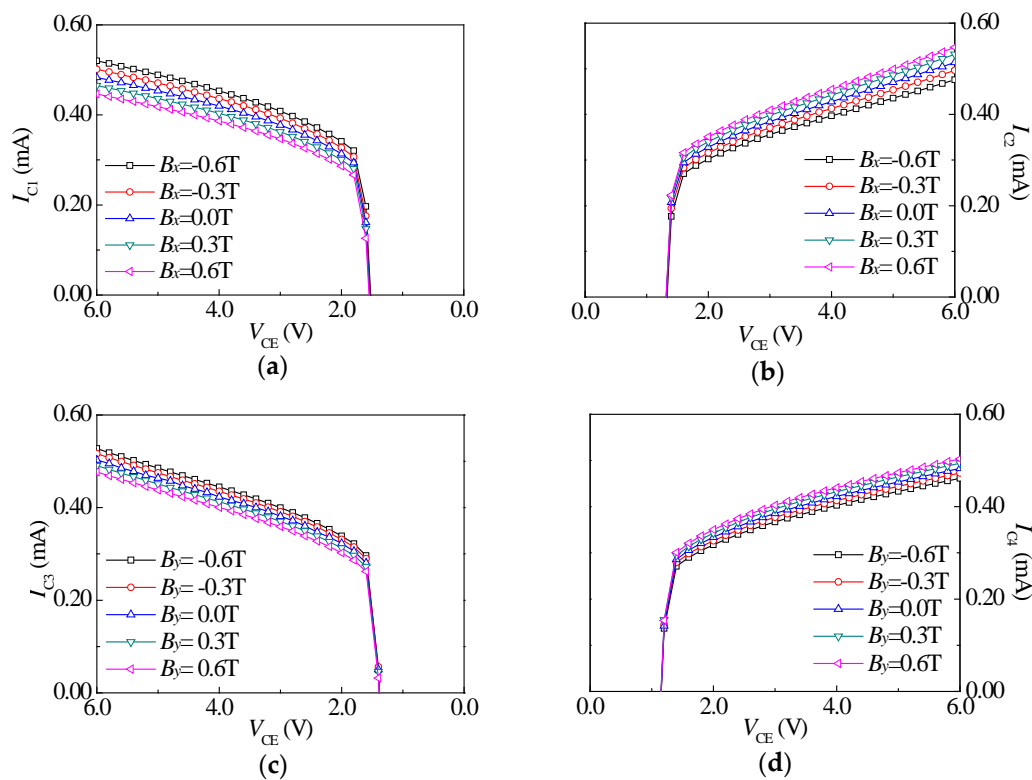 0.60
0.40
0.20
0.00
I_C1 (mA)
B_x=-0.6T
B_x=-0.3T
B_x=0.0T
B_x=0.3T
B_x=0.6T
6.0 4.0 2.0 0.0
V_CE (V)
(a)
0.60
0.40
0.20
0.00
I_C2 (mA)
B_x=-0.6T
B_x=-0.3T
B_x= 0.0T
B_x= 0.3T
B_x= 0.6T
0.0 2.0 4.0 6.0
V_CE (V)
(b)
0.60
0.40
0.20
0.00
I_C3 (mA)
B_y= -0.6T
B_y= -0.3T
B_y= 0.0T
B_y= 0.3T
B_y= 0.6T
6.0 4.0 2.0 0.0
V_CE (V)
(c)
0.60
0.40
0.20
0.00
I_C4 (mA)
B_y=-0.6T
B_y=-0.3T
B_y=0.0T
B_y=0.3T
B_y=0.6T
0.0 2.0 4.0 6.0
V_CE (V)
(d)